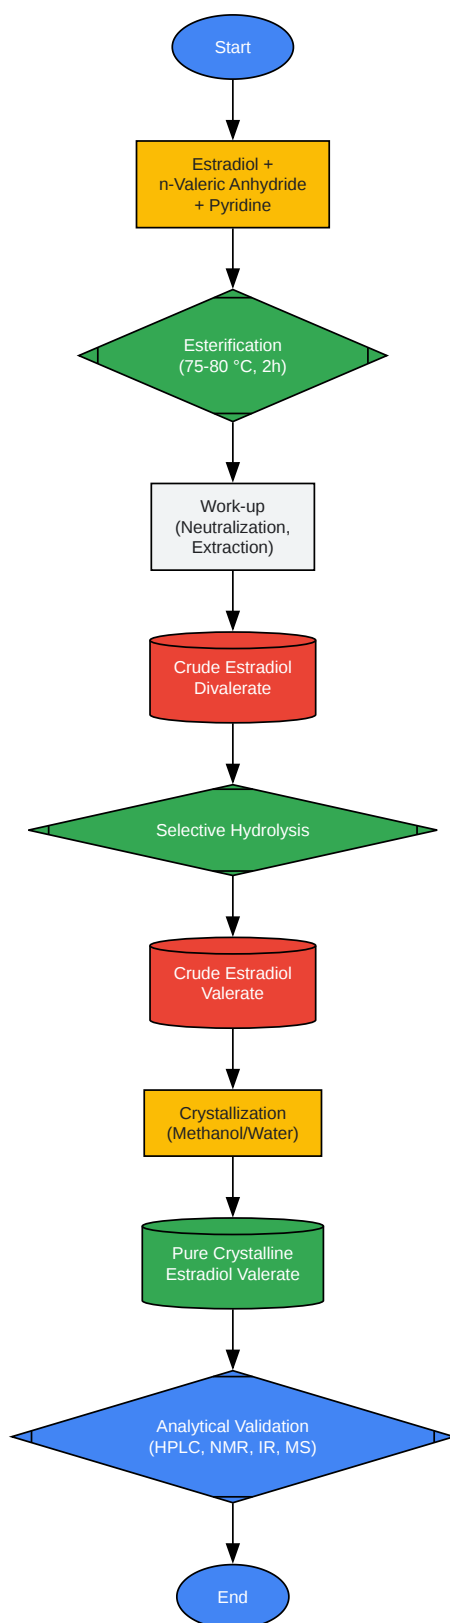 Start
Estradiol +
n-Valeric Anhydride
+ Pyridine
Esterification
(75-80 °C, 2h)
Work-up
(Neutralization,
Extraction)
Crude Estradiol
Divalerate
Selective Hydrolysis
Crude Estradiol
Valerate
Crystallization
(Methanol/Water)
Pure Crystalline
Estradiol Valerate
Analytical Validation
(HPLC, NMR, IR, MS)
End